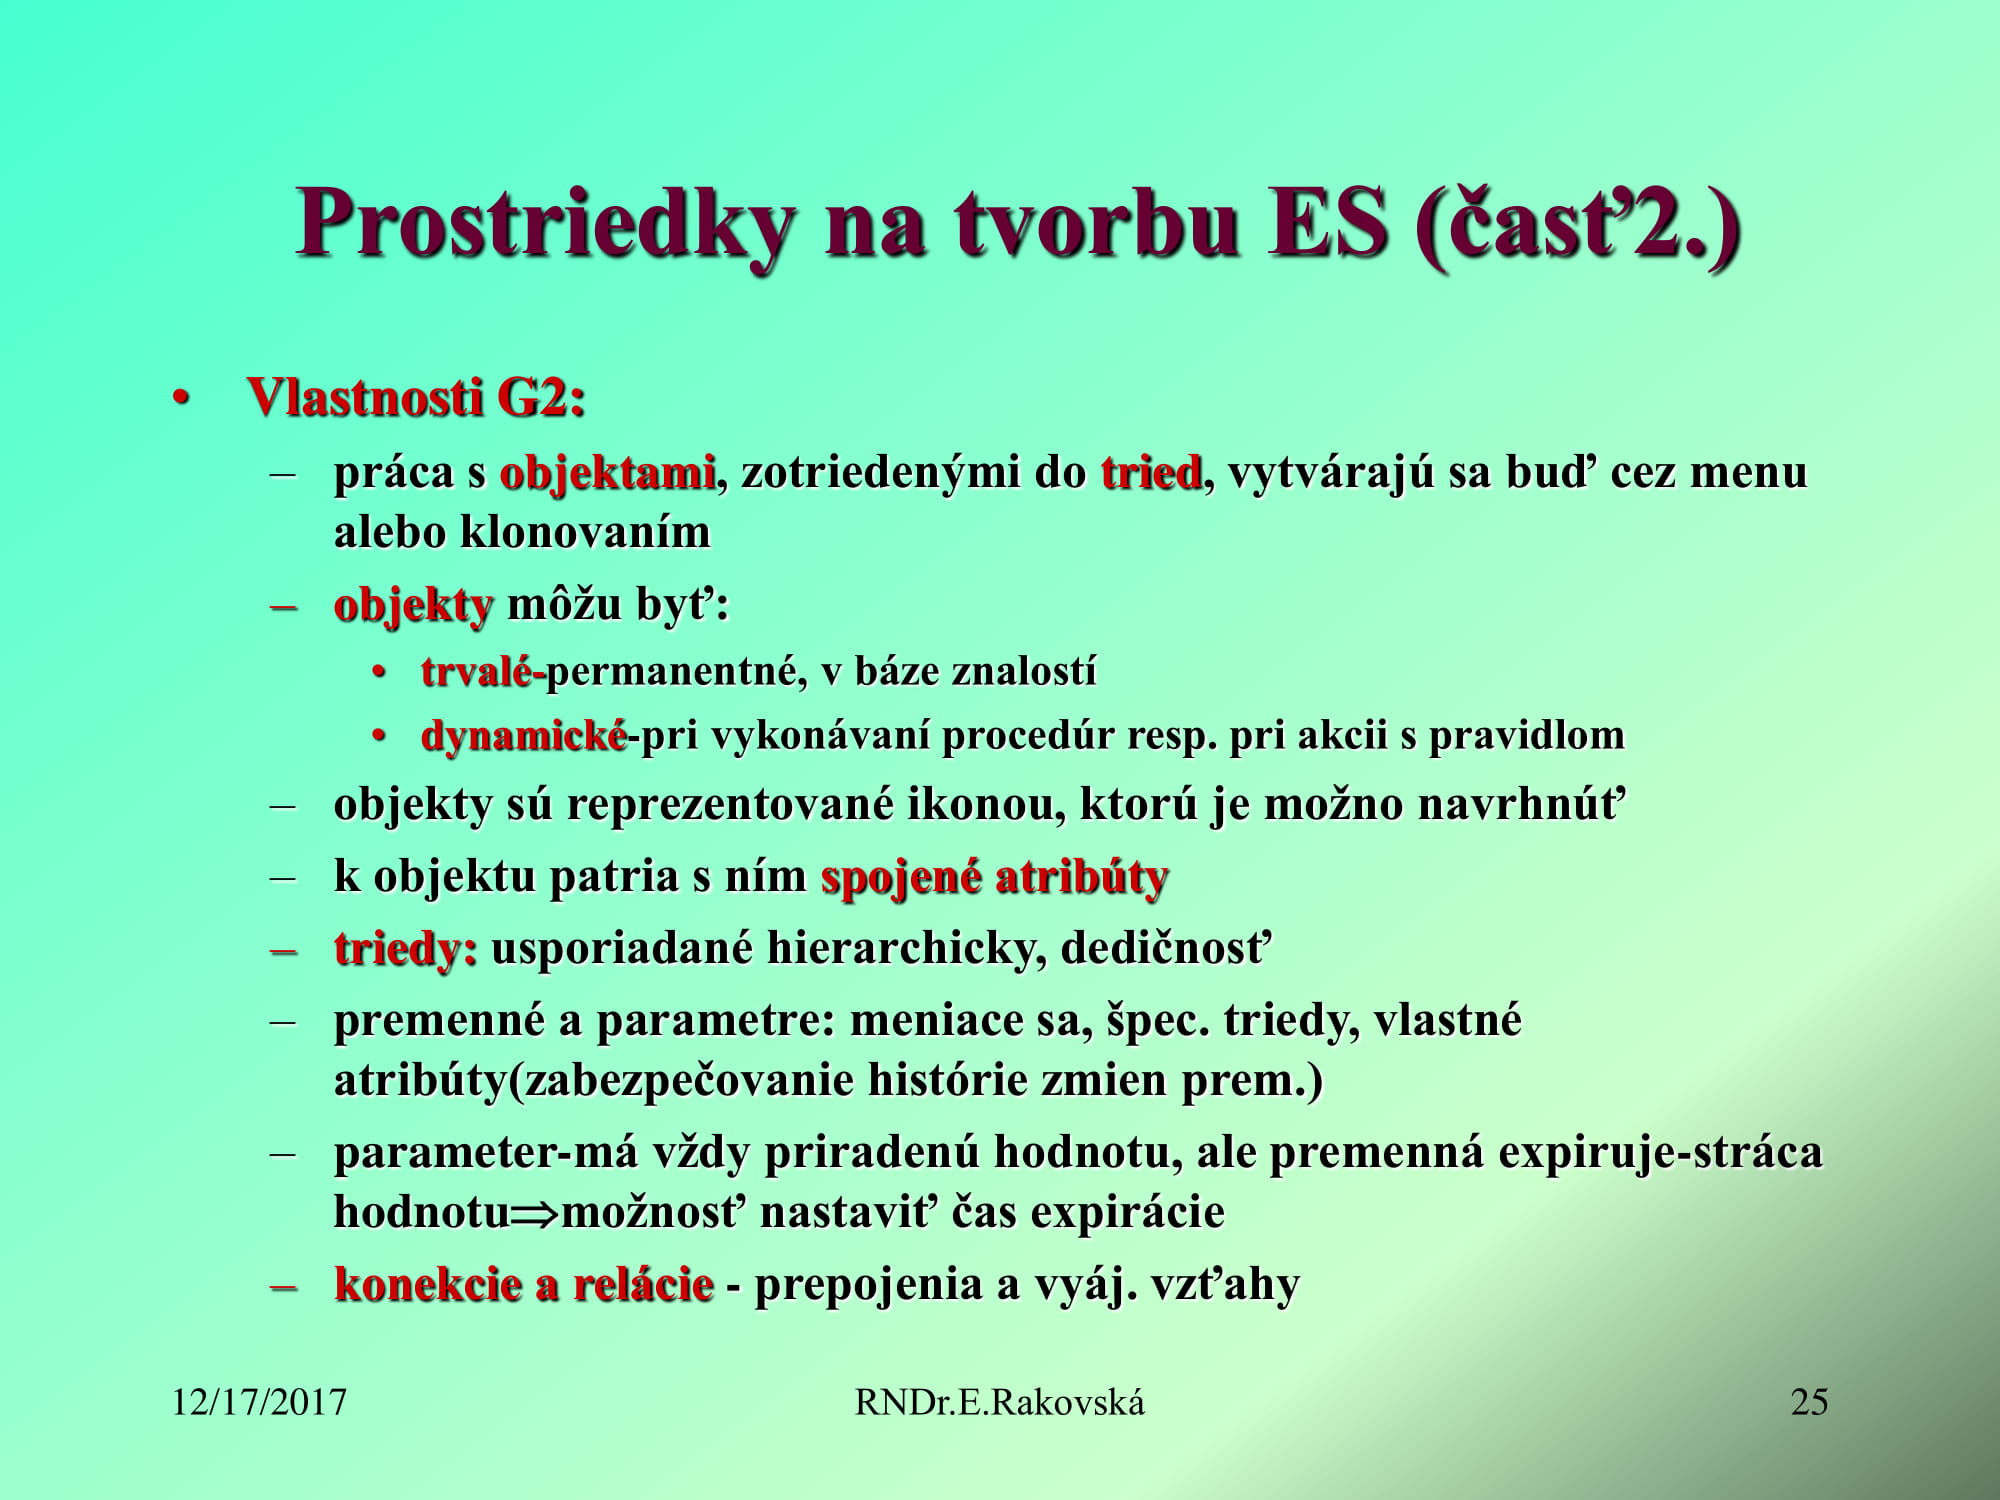 Prostriedky na tvorbu ES (časť2.)
• Vlastnosti G2:
– práca s objektami, zotriedenými do tried, vytvárajú sa buď cez menu
alebo klonovaním
– objekty môžu byť:
• trvalé-permanentné, v báze znalostí
• dynamické-pri vykonávaní procedúr resp. pri akcii s pravidlom
– objekty sú reprezentované ikonou, ktorú je možno navrhnúť
– k objektu patria s ním spojené atribúty
– triedy: usporiadané hierarchicky, dedičnosť
– premenné a parametre: meniace sa, špec. triedy, vlastné
atribúty(zabezpečovanie histórie zmien prem.)
– parameter-má vždy priradenú hodnotu, ale premenná expiruje-stráca
hodnotu⇒možnosť nastaviť čas expirácie
– konekcie a relácie - prepojenia a vyáj. vzťahy
12/17/2017 RNDr.E.Rakovská 25